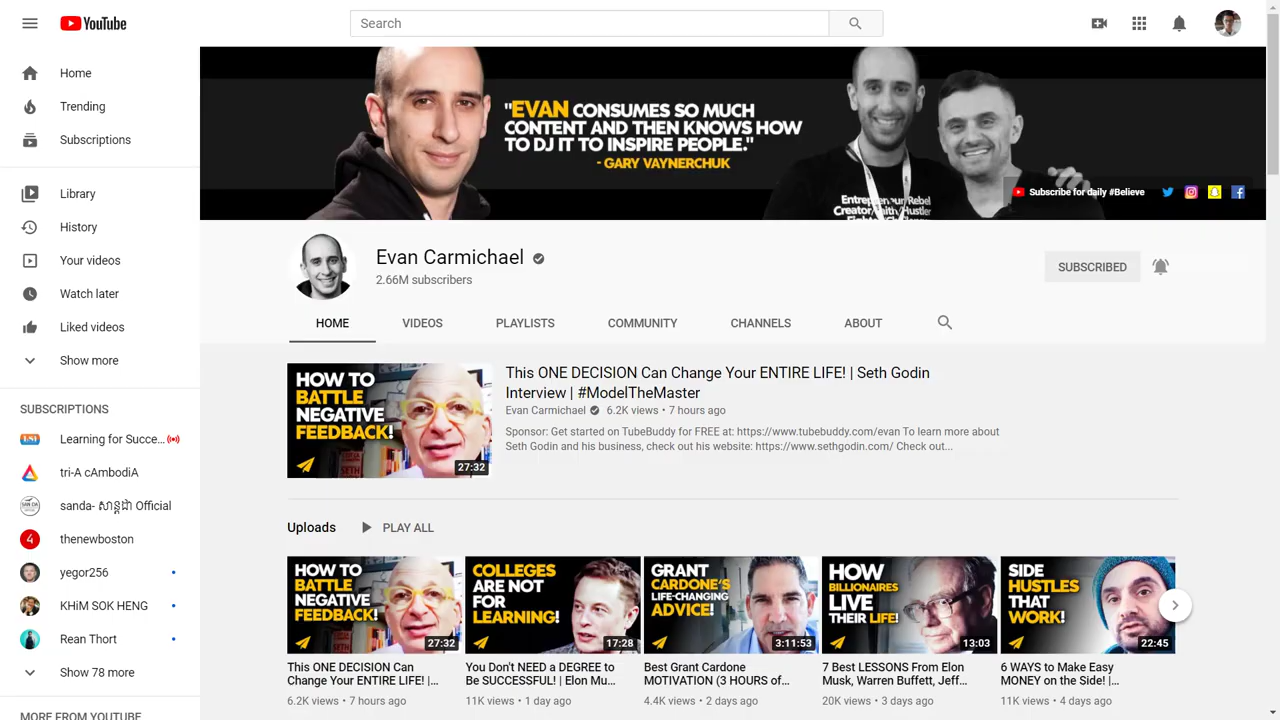 YouTube
Search
Home
Trending
Subscriptions
Library
History
Your videos
Watch later
Liked videos
Show more
SUBSCRIPTIONS
Learning for Succe...
tri-A cAmbodiA
sanda- សាន្តដា Official
thenewboston
yegor256
KHiM SOK HENG
Rean Thort
Show 78 more
MORE FROM YOUTUBE
"EVAN CONSUMES SO MUCH
CONTENT AND THEN KNOWS HOW
TO DJ IT TO INSPIRE PEOPLE."
- GARY VAYNERCHUK
Subscribe for daily #Believe
Evan Carmichael
2.66M subscribers
SUBSCRIBED
HOME VIDEOS PLAYLISTS COMMUNITY CHANNELS ABOUT
HOW TO
BATTLE
NEGATIVE
FEEDBACK!
27:32
This ONE DECISION Can Change Your ENTIRE LIFE! | Seth Godin
Interview | #ModelTheMaster
Evan Carmichael 6.2K views • 7 hours ago
Sponsor: Get started on TubeBuddy for FREE at: https://www.tubebuddy.com/evan To learn more about
Seth Godin and his business, check out his website: https://www.sethgodin.com/ Check out...
Uploads PLAY ALL
HOW TO
BATTLE
NEGATIVE
FEEDBACK!
27:32
This ONE DECISION Can
Change Your ENTIRE LIFE! |...
6.2K views • 7 hours ago
COLLEGES
ARE NOT
FOR
LEARNING!
17:28
You Don't NEED a DEGREE to
Be SUCCESSFUL! | Elon Mu...
11K views • 1 day ago
GRANT
CARDONE'S
LIFE-CHANGING
ADVICE!
3:11:53
Best Grant Cardone
MOTIVATION (3 HOURS of...
4.4K views • 2 days ago
HOW
BILLIONAIRES
LIVE
THEIR LIFE!
13:03
7 Best LESSONS From Elon
Musk, Warren Buffett, Jeff...
20K views • 3 days ago
SIDE
HUSTLES
THAT
WORK!
22:45
6 WAYS to Make Easy
MONEY on the Side! |...
11K views • 4 days ago